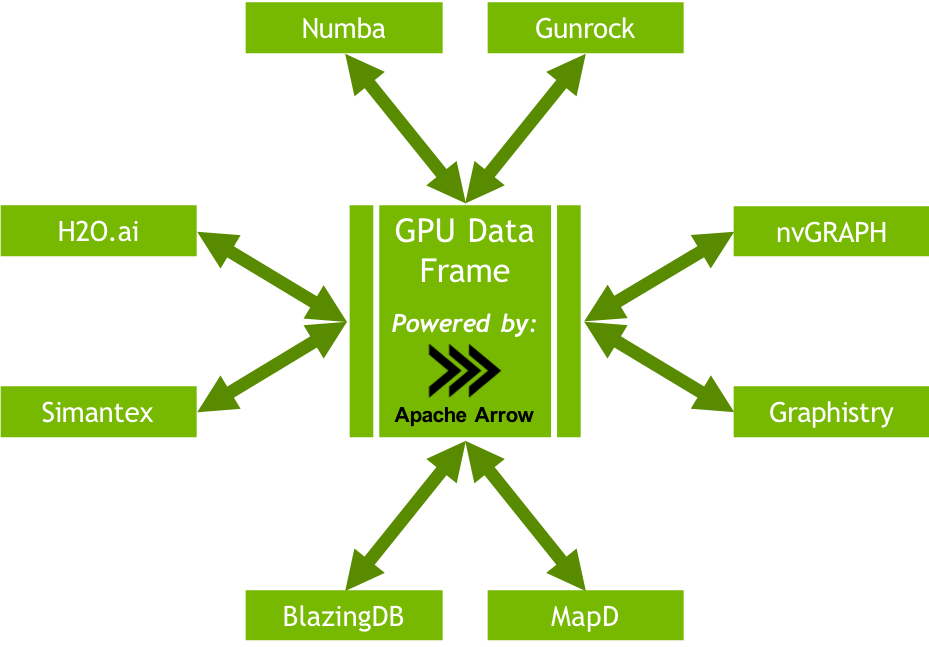 Numba
Gunrock
H2O.ai
GPU Data
Frame
nvGRAPH
Powered by:
Simantex
Apache Arrow
Graphistry
BlazingDB
MapD